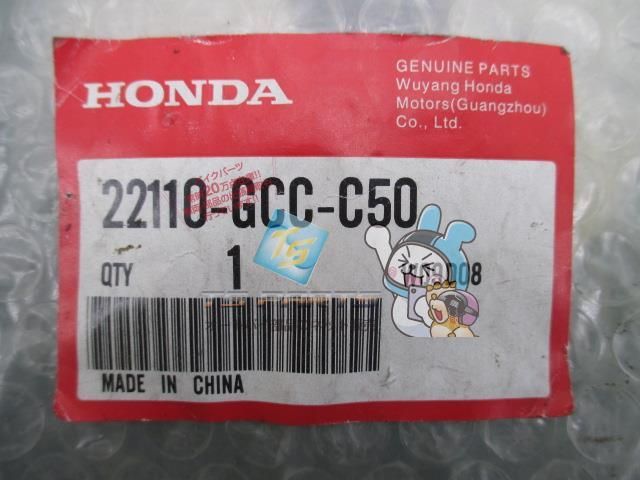 HONDA
GENUINE PARTS
Wuyang Honda
Motors(Guangzhou)
Co., Ltd.
22110-GCC-C50
QTY 1
MADE IN CHINA